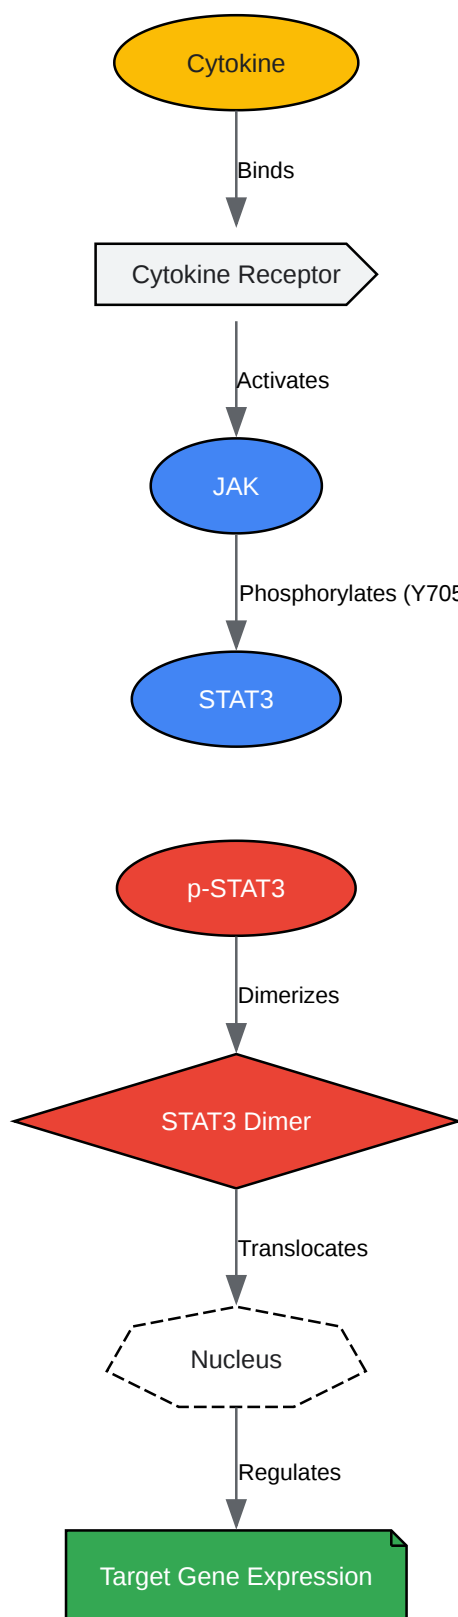 Cytokine
Binds
Cytokine Receptor
Activates
JAK
Phosphorylates (Y705
STAT3
p-STAT3
Dimerizes
STAT3 Dimer
Translocates
Nucleus
Regulates
Target Gene Expression